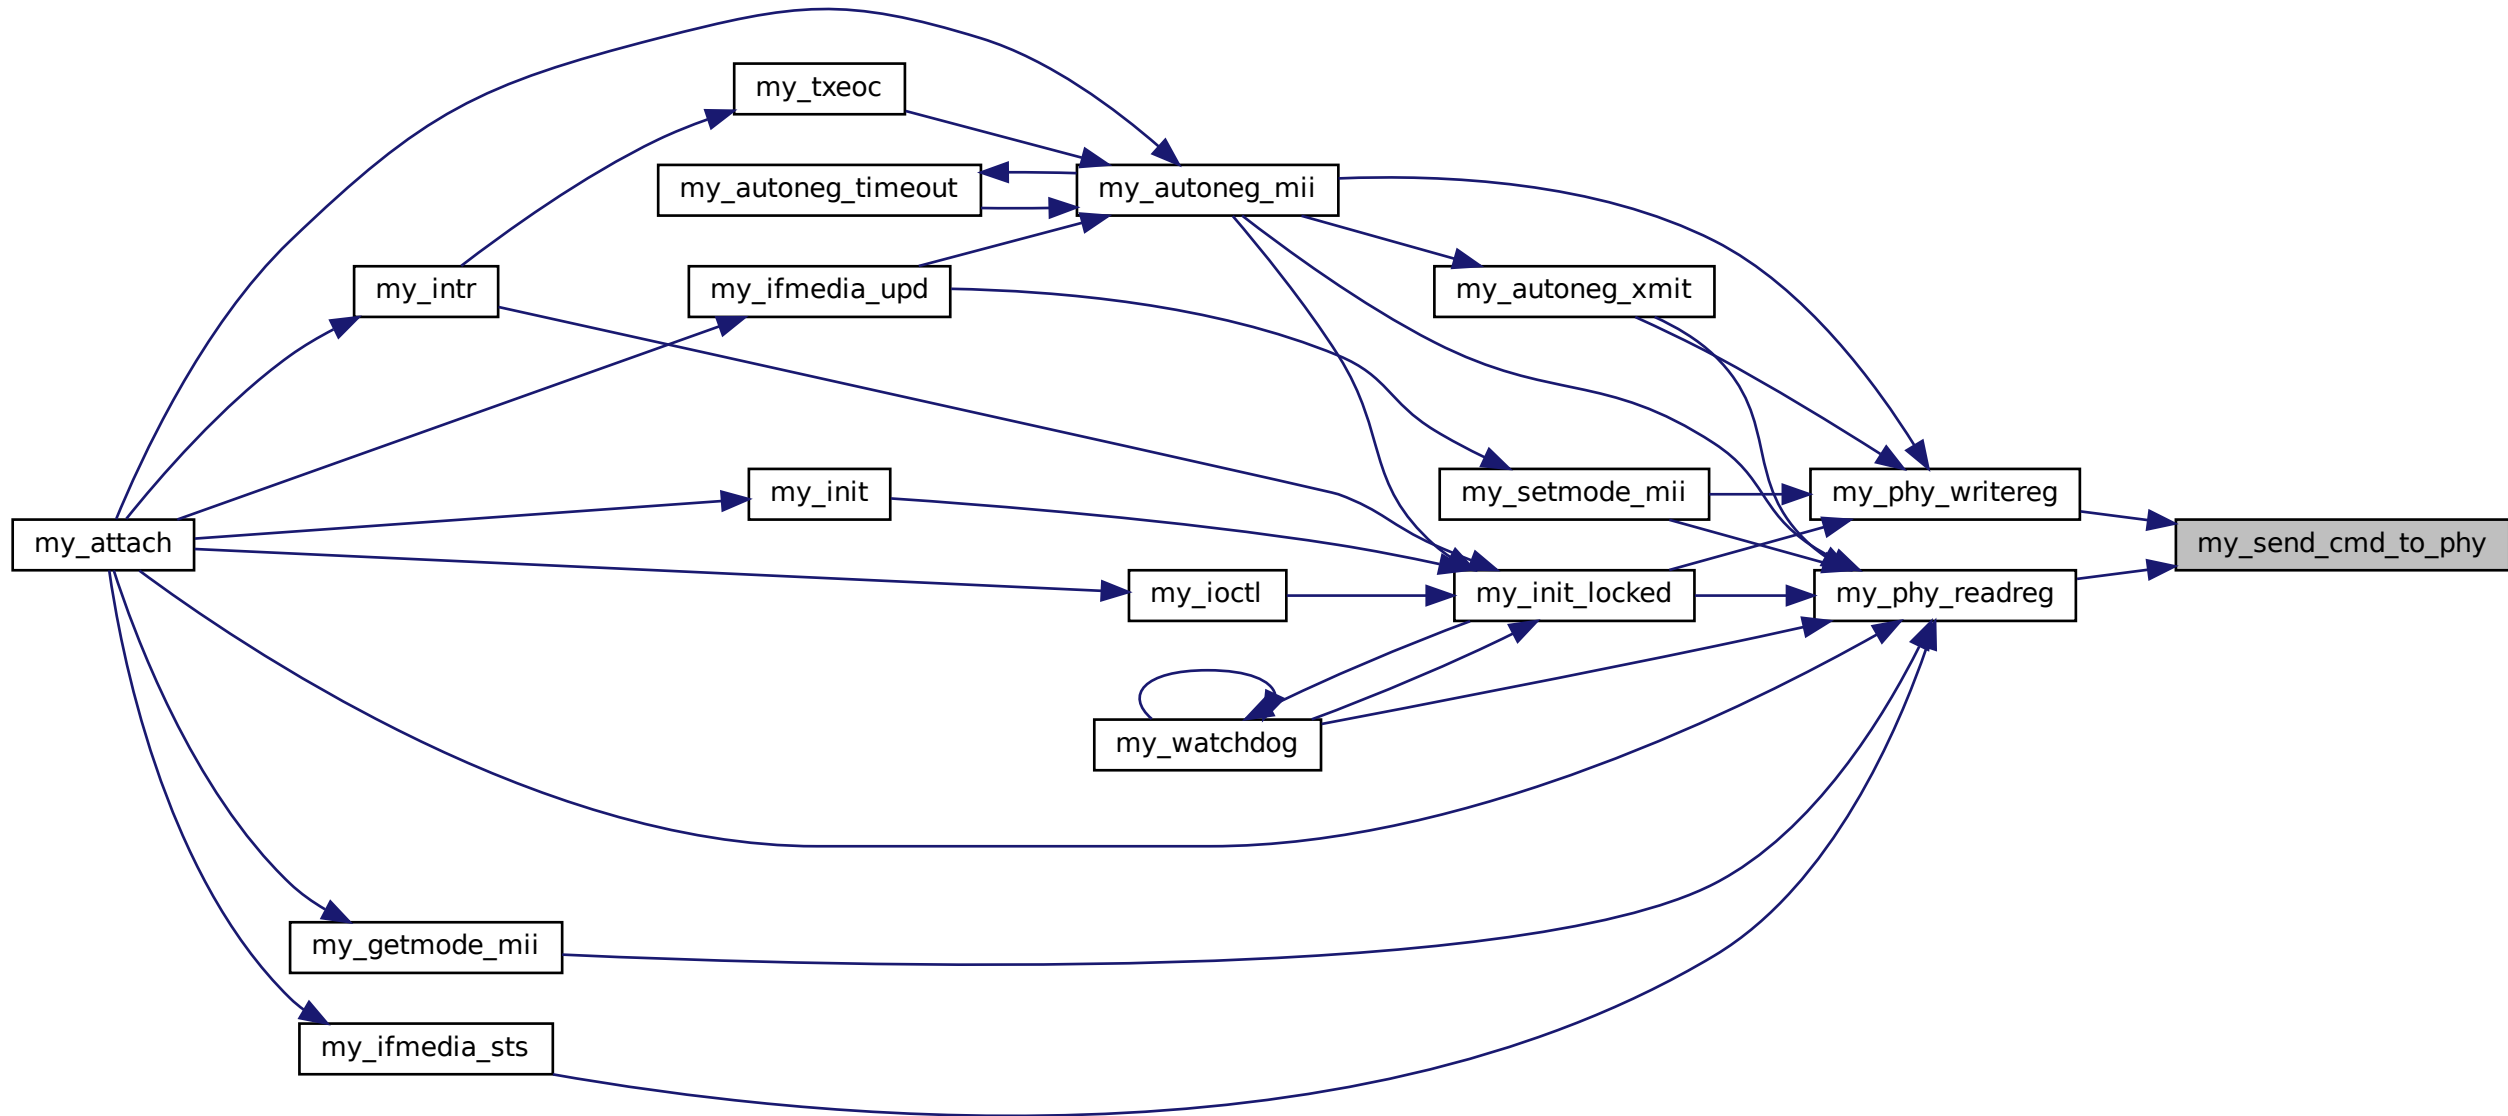 my_txeoc
my_autoneg_timeout
my_autoneg_mii
my_intr
my_ifmedia_upd
my_autoneg_xmit
my_init
my_setmode_mii
my_phy_writereg
my_attach
my_send_cmd_to_phy
my_ioctl
my_init_locked
my_phy_readreg
my_watchdog
my_getmode_mii
my_ifmedia_sts